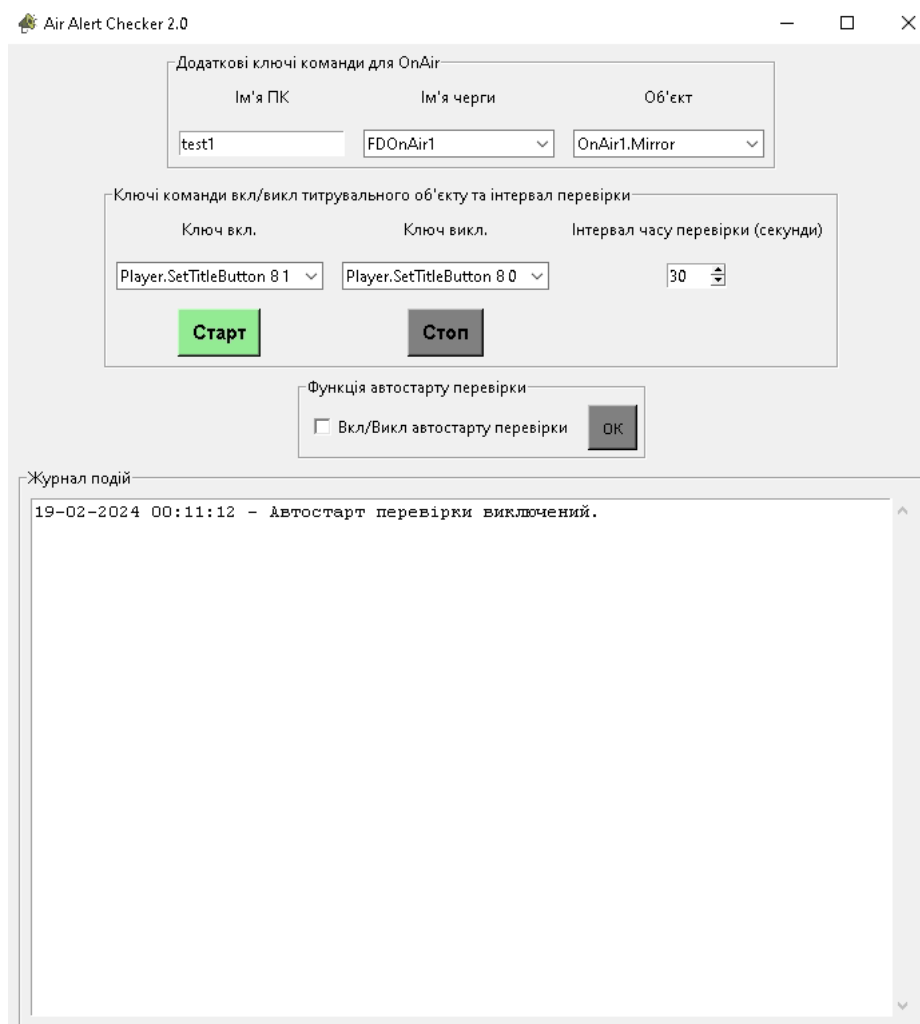 Air Alert Checker 2.0
Додаткові ключі команди для OnAir
Ім'я ПК Ім'я черги Об'єкт
test1 FDOnAir1 OnAir1.Mirror
Ключі команди вкл/викл титрувального об'єкту та інтервал перевірки
Ключ вкл. Ключ викл. Інтервал часу перевірки (секунди)
Player.SetTitleButton 8 1 Player.SetTitleButton 8 0 30
Старт Стоп
Функція автостарту перевірки
Вкл/Викл автостарту перевірки ОК
Журнал подій
19-02-2024 00:11:12 - Автостарт перевірки виключений.